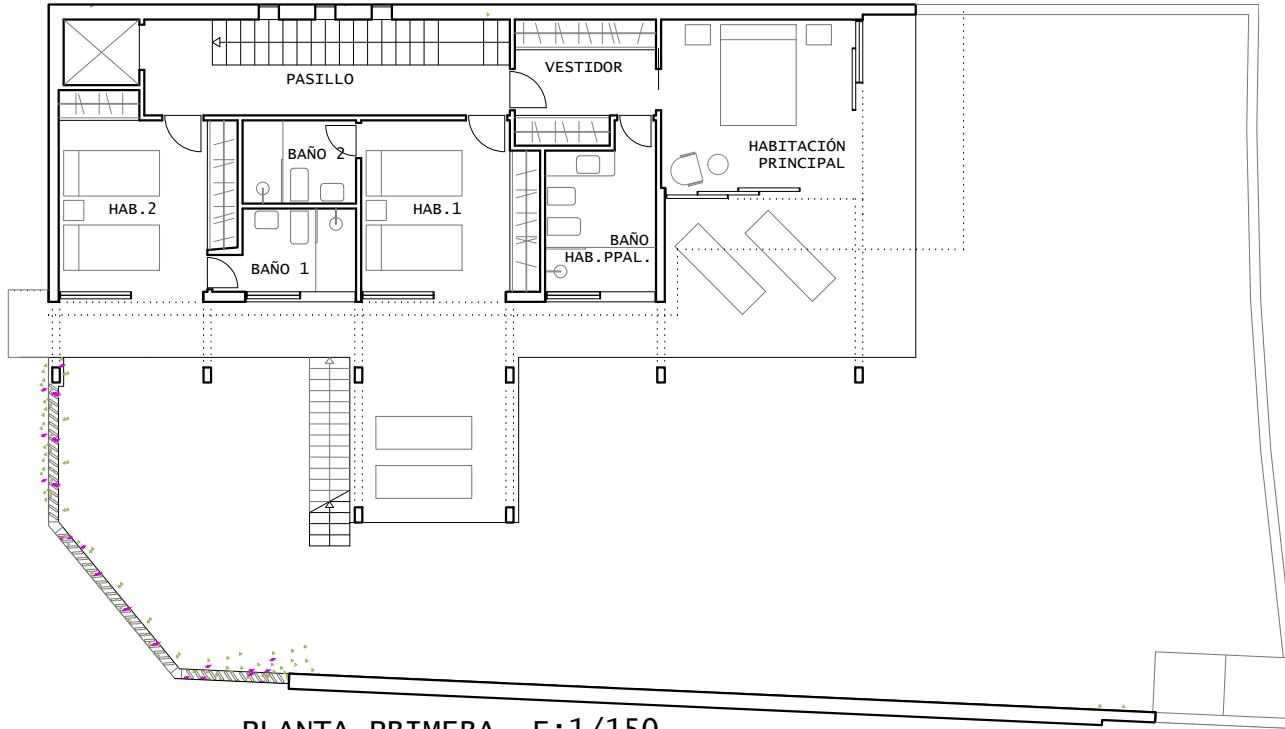 PASILLO
VESTIDOR
HABITACIÓN
PRINCIPAL
BAÑO 2
HAB.2
HAB.1
BAÑO 1
BAÑO
HAB.PPAL.
PLANTA PRIMERA E:1/150